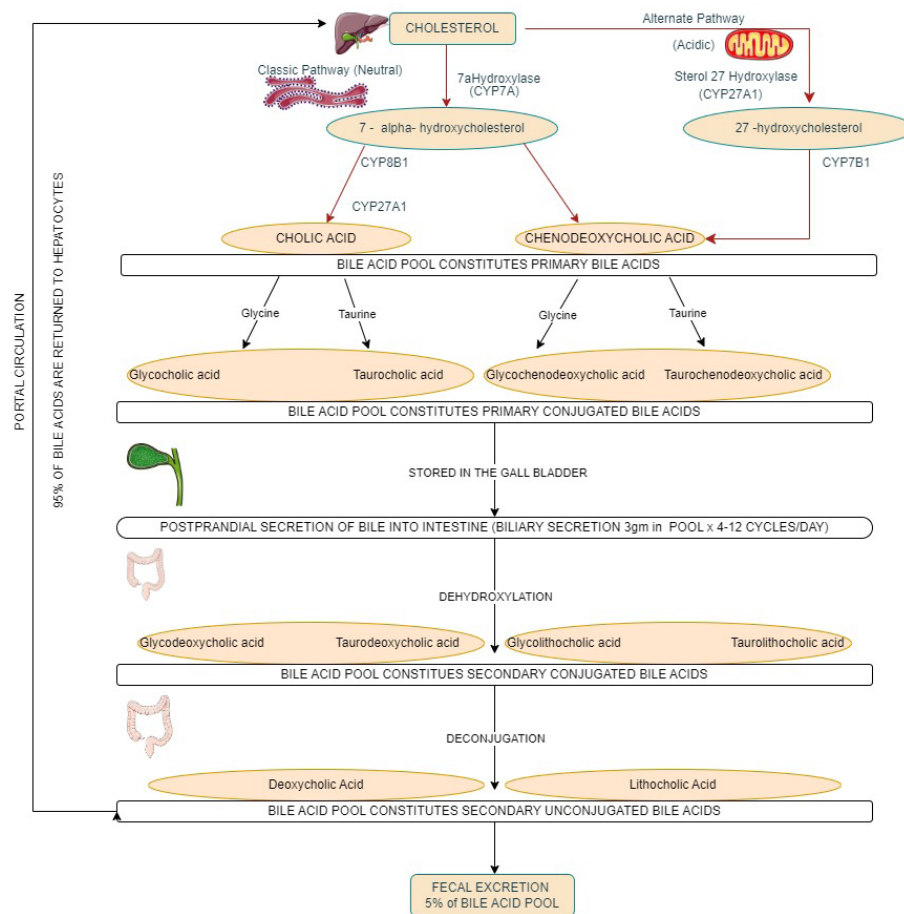 CHOLESTEROL
Alternate Pathway
(Acidic)
Classic Pathway (Neutral)
7aHydroxylase
(CYP7A)
Sterol 27 Hydroxylase
(CYP27A1)
7 - alpha- hydroxycholesterol
27 -hydroxycholesterol
CYP8B1
CYP7B1
CYP27A1
CHOLIC ACID
CHENODEOXYCHOLIC ACID
BILE ACID POOL CONSTITUTES PRIMARY BILE ACIDS
Glycine
Taurine
Glycine
Taurine
Glycocholic acid
Taurocholic acid
Glycochenodeoxycholic acid
Taurochenodeoxycholic acid
BILE ACID POOL CONSTITUTES PRIMARY CONJUGATED BILE ACIDS
STORED IN THE GALL BLADDER
POSTPRANDIAL SECRETION OF BILE INTO INTESTINE (BILIARY SECRETION 3gm in POOL x 4-12 CYCLES/DAY)
DEHYDROXYLATION
Glycodeoxycholic acid
Taurodeoxycholic acid
Glycolithocholic acid
Taurolithocholic acid
BILE ACID POOL CONSTITUES SECONDARY CONJUGATED BILE ACIDS
DECONJUGATION
Deoxycholic Acid
Lithocholic Acid
BILE ACID POOL CONSTITUTES SECONDARY UNCONJUGATED BILE ACIDS
FECAL EXCRETION
5% of BILE ACID POOL
PORTAL CIRCULATION
95% OF BILE ACIDS ARE RETURNED TO HEPATOCYTES